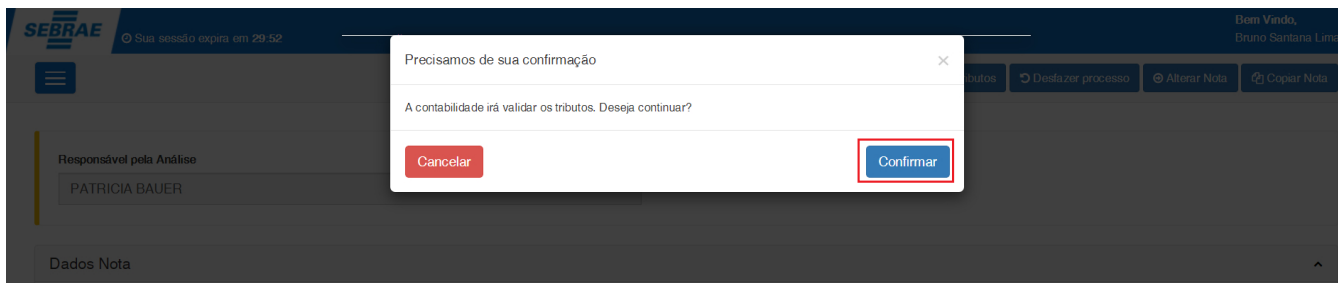 SEBRAE
Sua sessão expira em 29:52
Bem Vindo,
Bruno Santana Lima
Precisamos de sua confirmação
×
ibutos
Desfazer processo
Alterar Nota
Copiar Nota
A contabilidade irá validar os tributos. Deseja continuar?
Cancelar
Confirmar
Responsável pela Análise
PATRICIA BAUER
Dados Nota